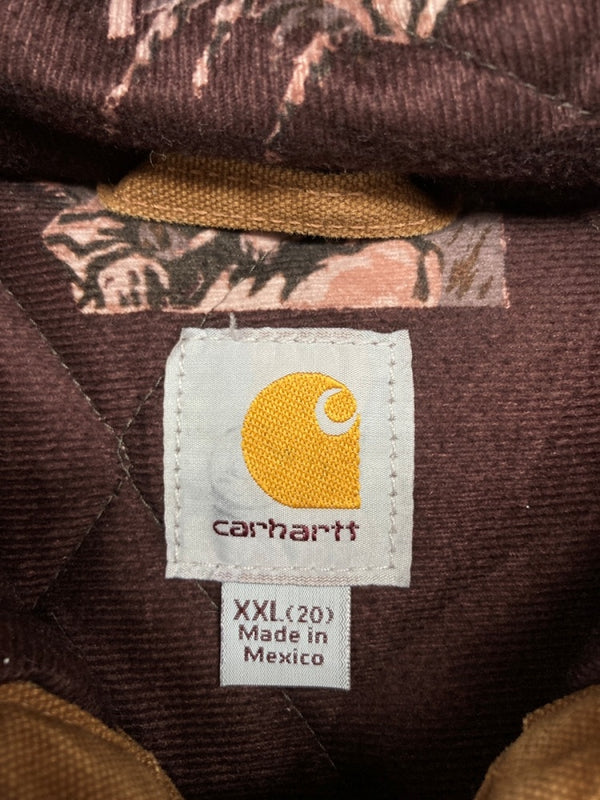 carhartt
XXL(20)
Made in
Mexico